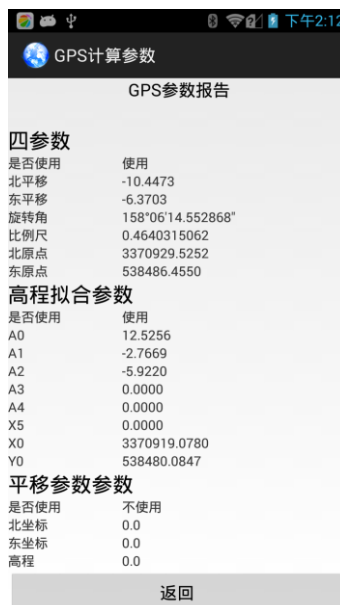 下午2:12
GPS计算参数
GPS参数报告
四参数
是否使用 使用
北平移 -10.4473
东平移 -6.3703
旋转角 158°06'14.552868"
比例尺 0.4640315062
北原点 3370929.5252
东原点 538486.4550
高程拟合参数
是否使用 使用
A0 12.5256
A1 -2.7669
A2 -5.9220
A3 0.0000
A4 0.0000
X5 0.0000
X0 3370919.0780
Y0 538480.0847
平移参数参数
是否使用 不使用
北坐标 0.0
东坐标 0.0
高程 0.0
返回